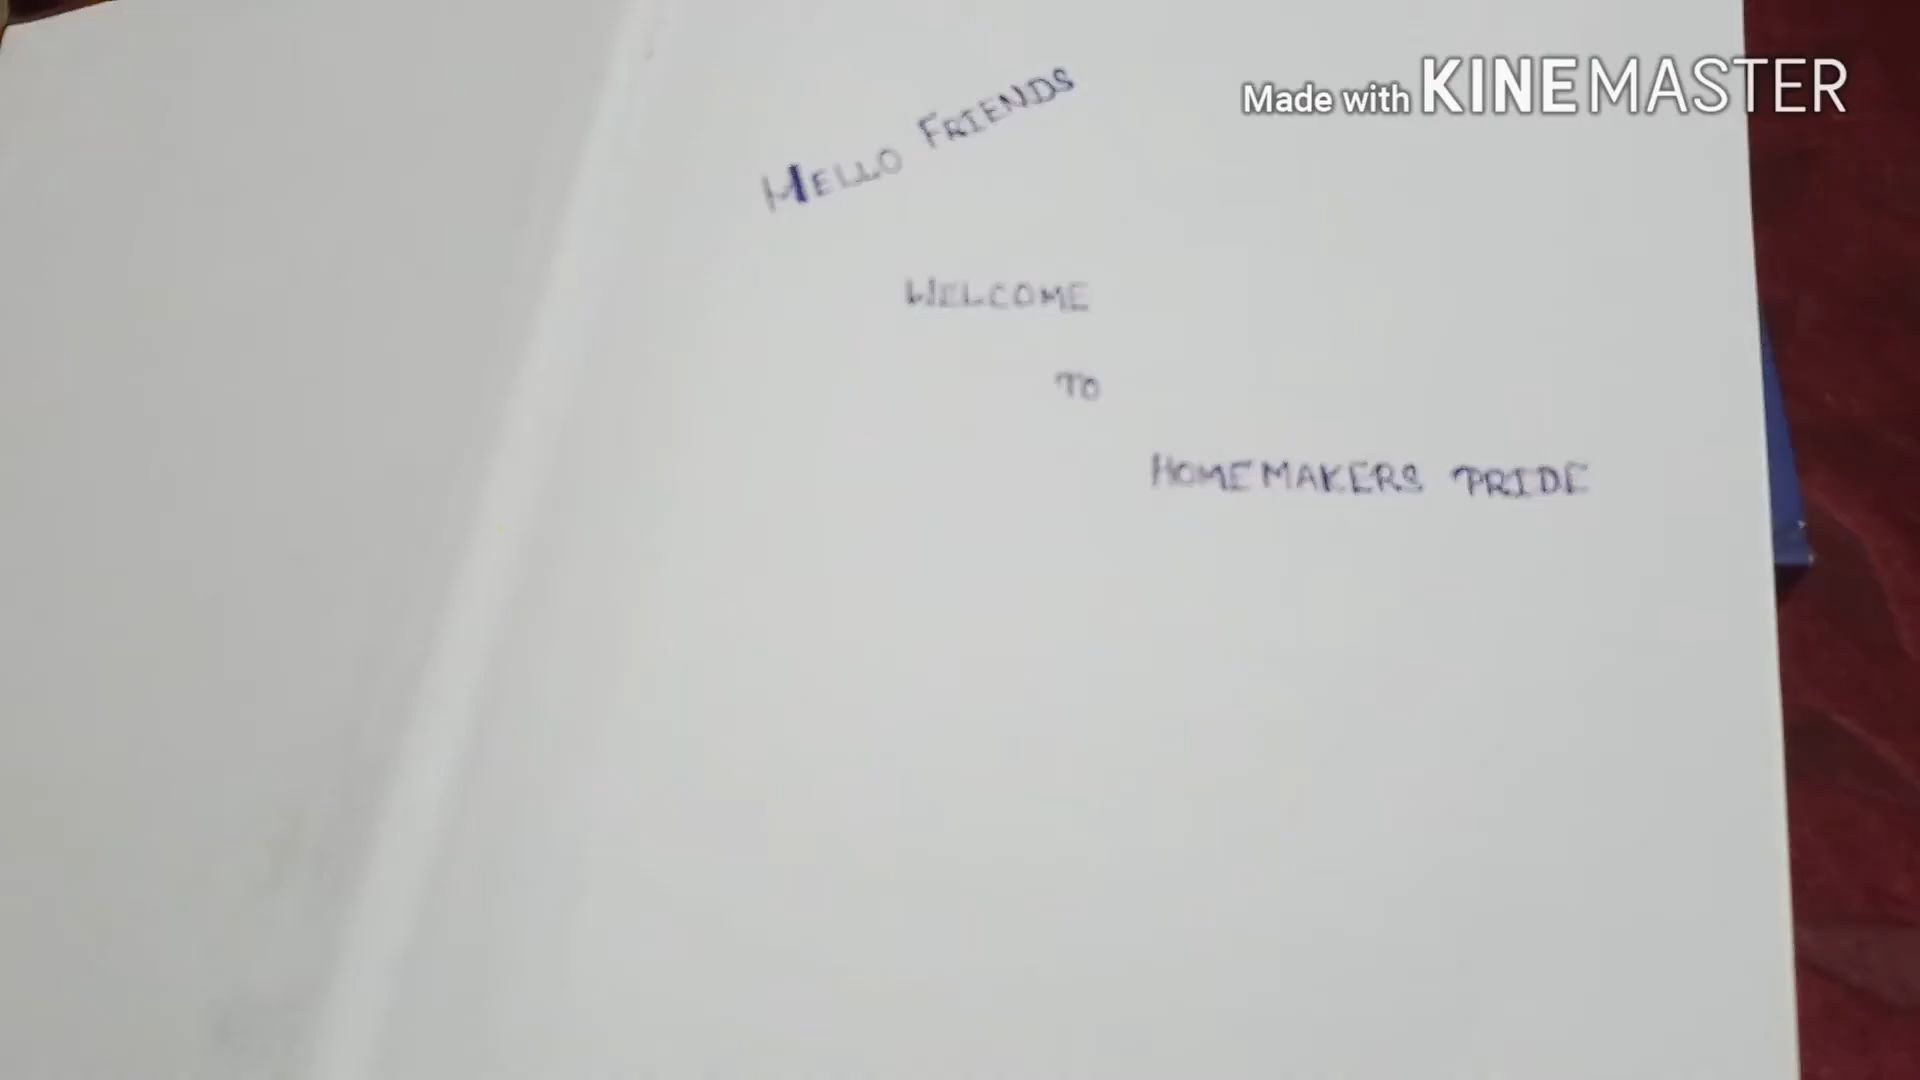 Made with KINEMASTER
HELLO FRIENDS
WELCOME
TO
HOMEMAKERS PRIDE